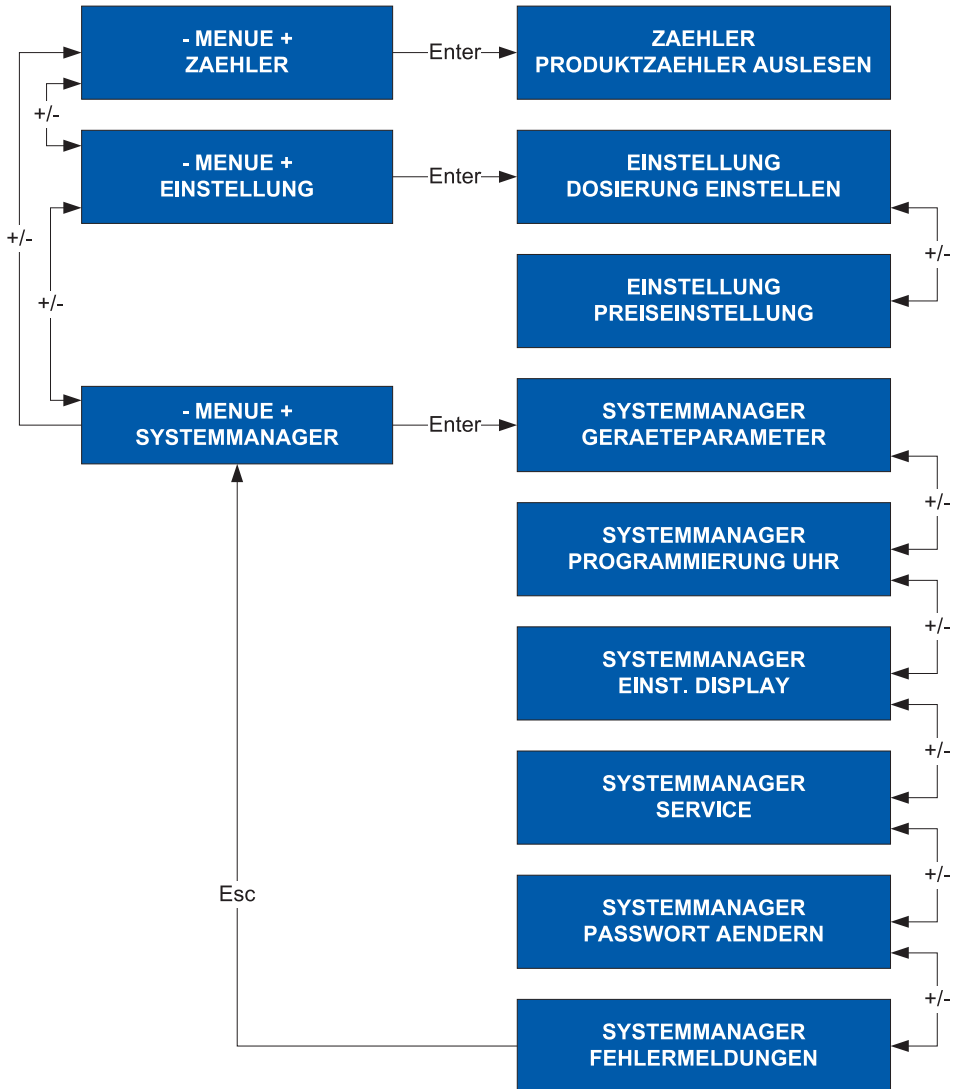 - MENUE +
ZAEHLER
Enter
ZAEHLER
PRODUKTZAEHLER AUSLESEN
+/-
- MENUE +
EINSTELLUNG
Enter
EINSTELLUNG
DOSIERUNG EINSTELLEN
+/-
+/-
+/-
EINSTELLUNG
PREISEINSTELLUNG
- MENUE +
SYSTEMMANAGER
Enter
SYSTEMMANAGER
GERAETEPARAMETER
+/-
SYSTEMMANAGER
PROGRAMMIERUNG UHR
+/-
SYSTEMMANAGER
EINST. DISPLAY
+/-
SYSTEMMANAGER
SERVICE
+/-
Esc
SYSTEMMANAGER
PASSWORT AENDERN
+/-
SYSTEMMANAGER
FEHLERMELDUNGEN